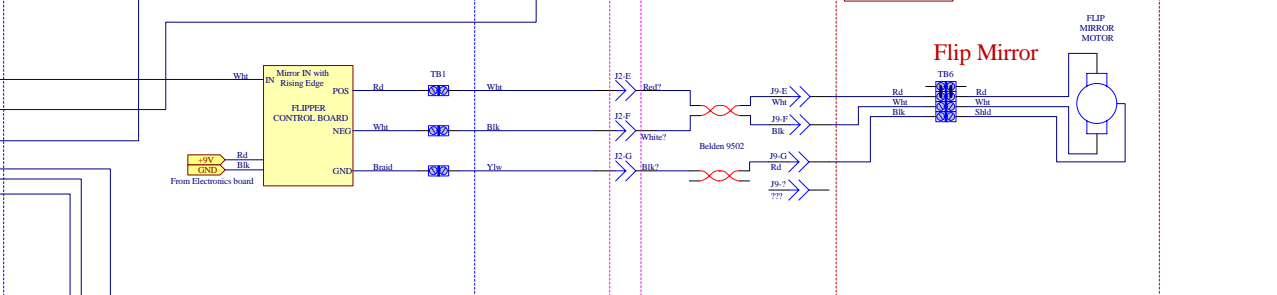 FLIP
MIRROR
MOTOR
Flip Mirror
Wht
IN
Mirror IN with
Rising Edge
POS
FLIPPER
CONTROL BOARD
NEG
GND
+9V
Rd
GND
Blk
From Electronics board
Rd
Wht
Braid
TB1
Wht
Blk
Ylw
J2-E
Red?
J2-F
White?
J2-G
Blk?
Belden 9502
J9-E
Wht
J9-F
Blk
J9-G
Rd
J9-?
???
TB6
Rd
Wht
Blk
Rd
Wht
Shld